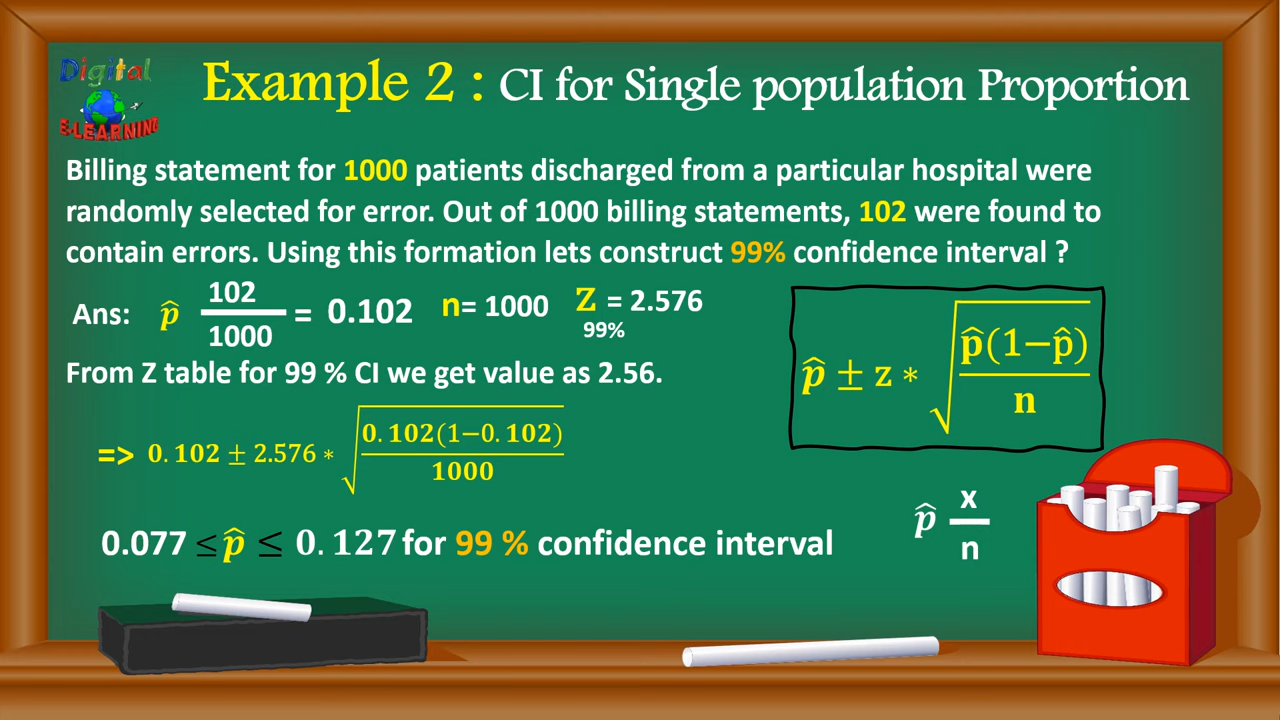 Digital
E-LEARNING
Example 2 : CI for Single population Proportion
Billing statement for 1000 patients discharged from a particular hospital were
randomly selected for error. Out of 1000 billing statements, 102 were found to
contain errors. Using this formation lets construct 99% confidence interval ?
Ans: p̂ 102/1000 = 0.102 n= 1000 Z = 2.576
99%
From Z table for 99 % CI we get value as 2.56.
p̂ ± z * √(p̂(1−p̂)/n)
=> 0.102 ± 2.576 * √(0.102(1−0.102)/1000)
p̂ x/n
0.077 ≤ p̂ ≤ 0.127 for 99 % confidence interval